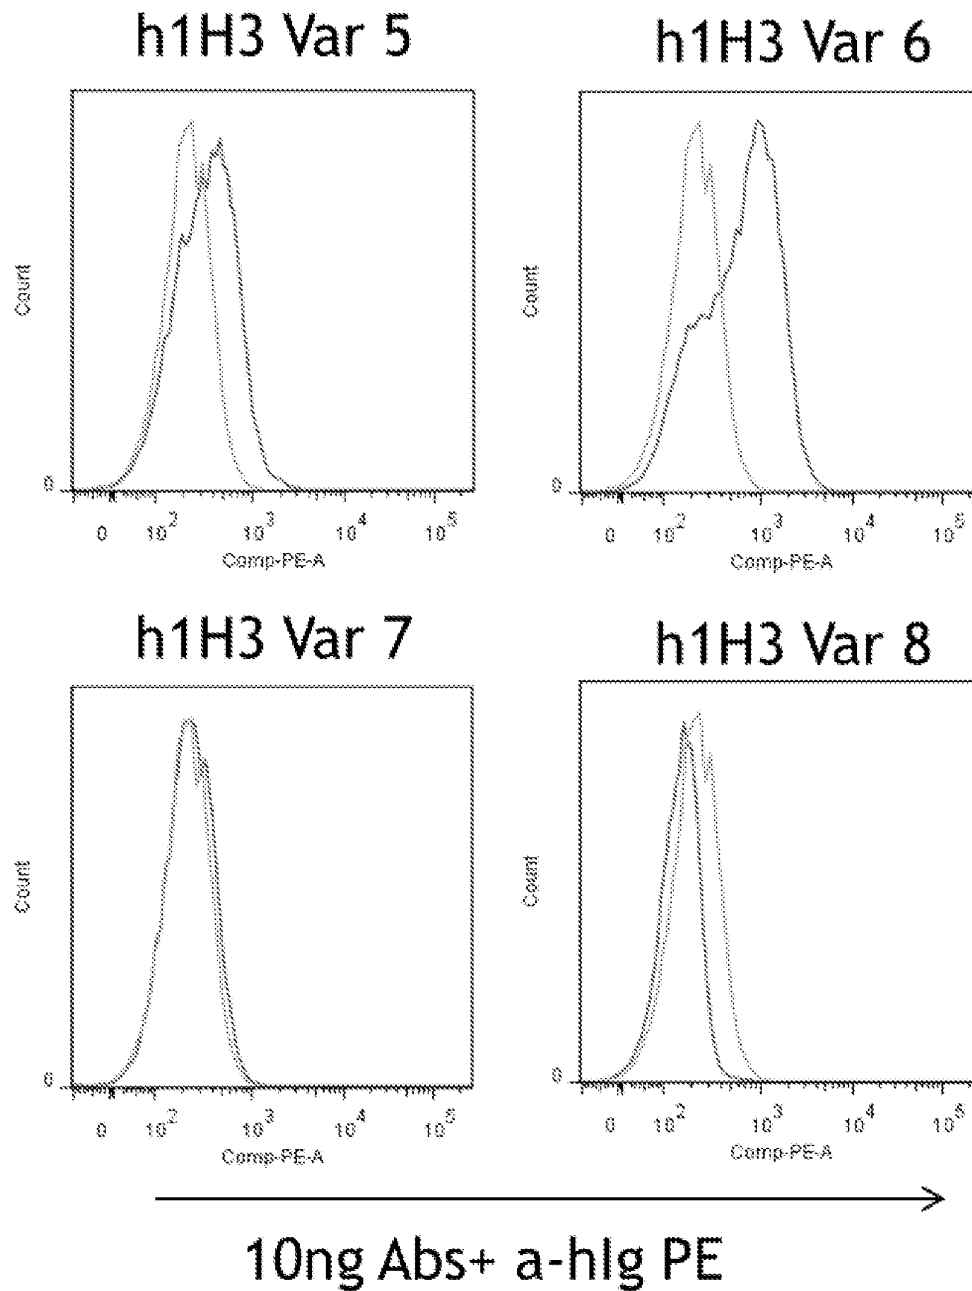 h1H3 Var 5
h1H3 Var 6
Count
0
0 10² 10³ 10⁴ 10⁵
Comp-PE-A
Count
0
0 10² 10³ 10⁴ 10⁵
Comp-PE-A
h1H3 Var 7
h1H3 Var 8
Count
0
0 10² 10³ 10⁴ 10⁵
Comp-PE-A
Count
0
0 10² 10³ 10⁴ 10⁵
Comp-PE-A
10ng Abs+ a-hIg PE